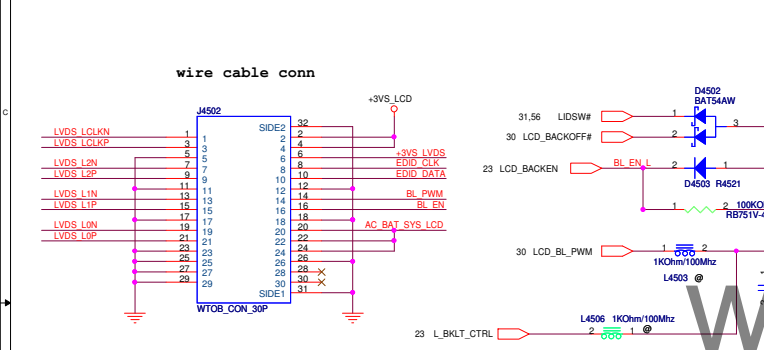 wire cable conn
C
J4502
+3VS_LCD
D4502
BAT54AW
31,56 LIDSW# 1
3
30 LCD_BACKOFF# 2
23 LCD_BACKEN BL_EN_L 2 1
D4503 R4521
1 2 100KO
RB751V-4
30 LCD_BL_PWM 1 2
1KOhm/100Mhz
L4503 @
L4506 1KOhm/100Mhz
23 L_BKLT_CTRL 2 1 @
W
SIDE2 32
LVDS_LCLKN 1 1 2 2
LVDS_LCLKP 3 3 4 4
5 5 6 6 +3VS_LVDS
LVDS_L2N 7 7 8 8 EDID_CLK
LVDS_L2P 9 9 10 10 EDID_DATA
11 11 12 12
LVDS_L1N 13 13 14 14 BL_PWM
LVDS_L1P 15 15 16 16 BL_EN
17 17 18 18
LVDS_L0N 19 19 20 20 AC_BAT_SYS_LCD
LVDS_L0P 21 21 22 22
23 23 24 24
25 25 26 26
27 27 28 28
29 29 30 30
SIDE1 31
WTOB_CON_30P